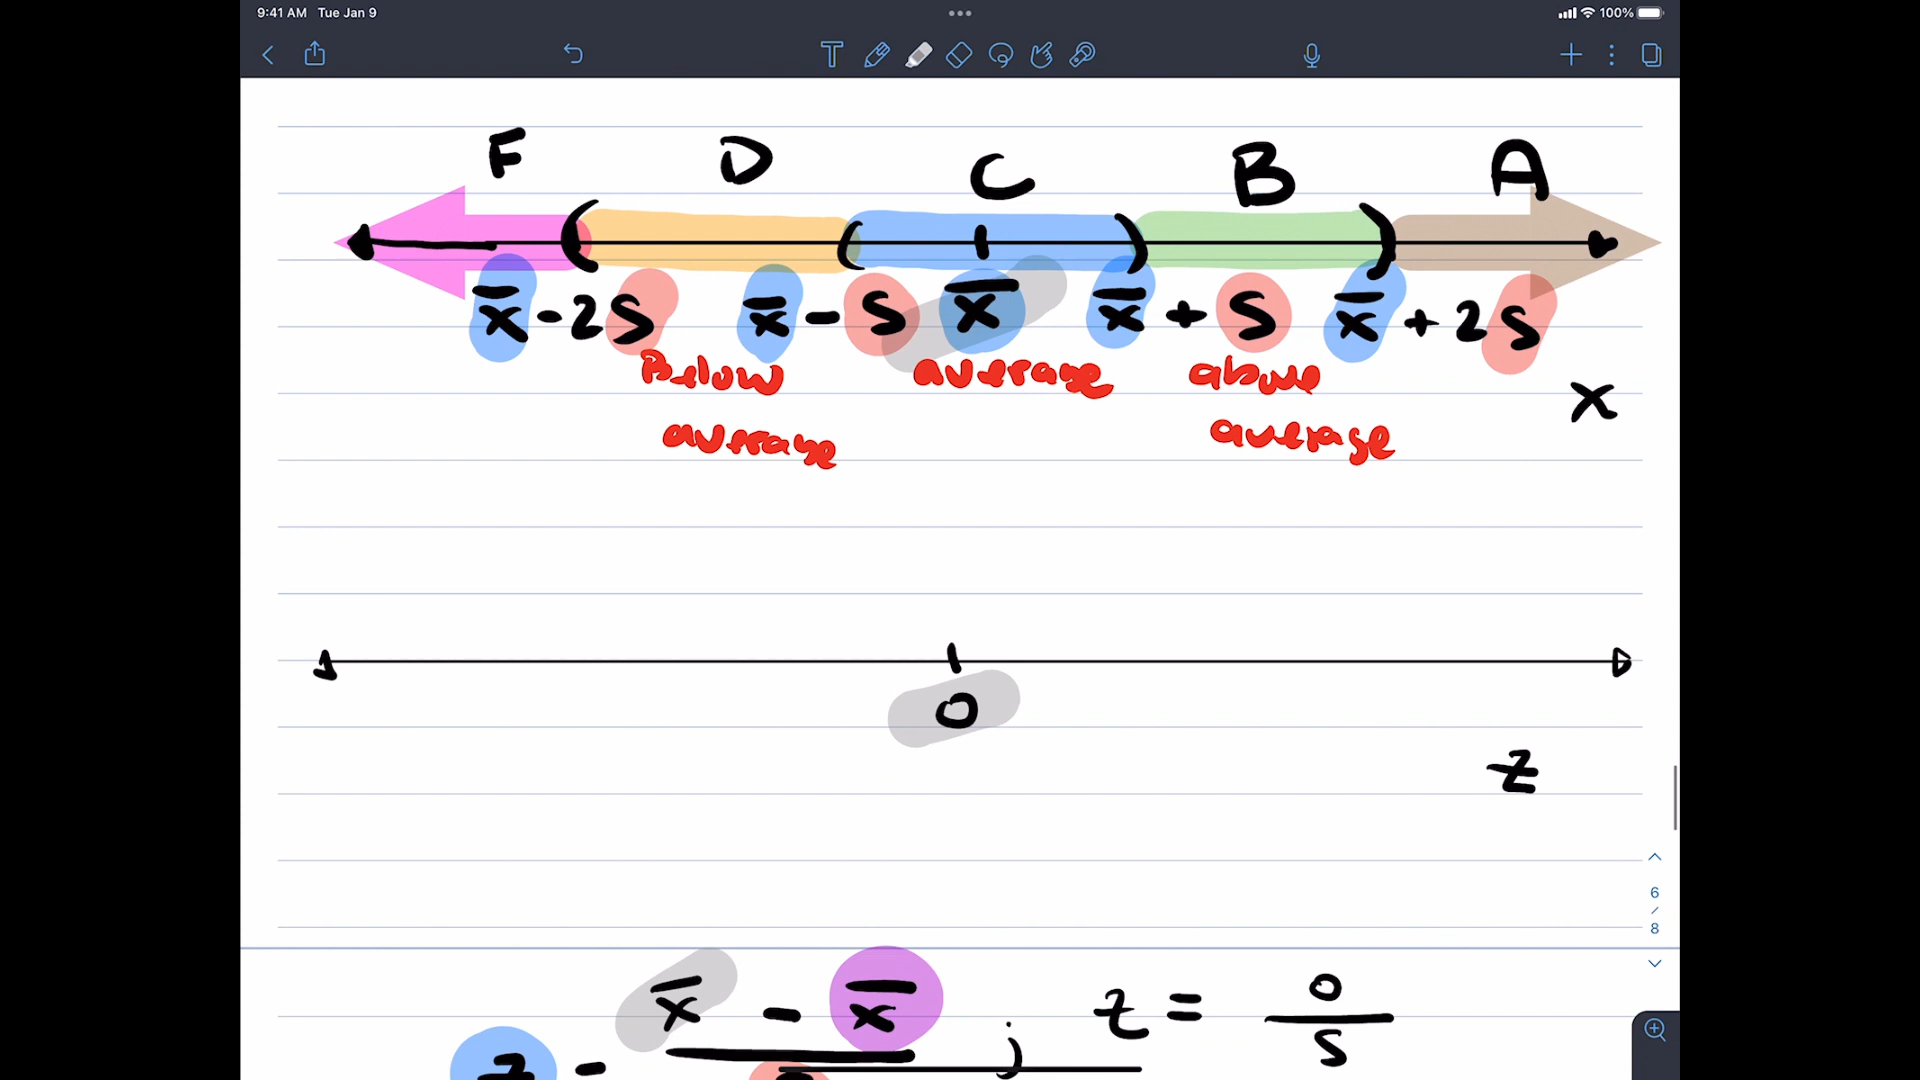 9:41 AM Tue Jan 9
100%
F D C B A
x̄ - 2S x̄ - S x̄ x̄ + S x̄ + 2S
Below average above
x
average average
0
z
6
/
8
x̄ - x̄ ; z = 0
S
z =